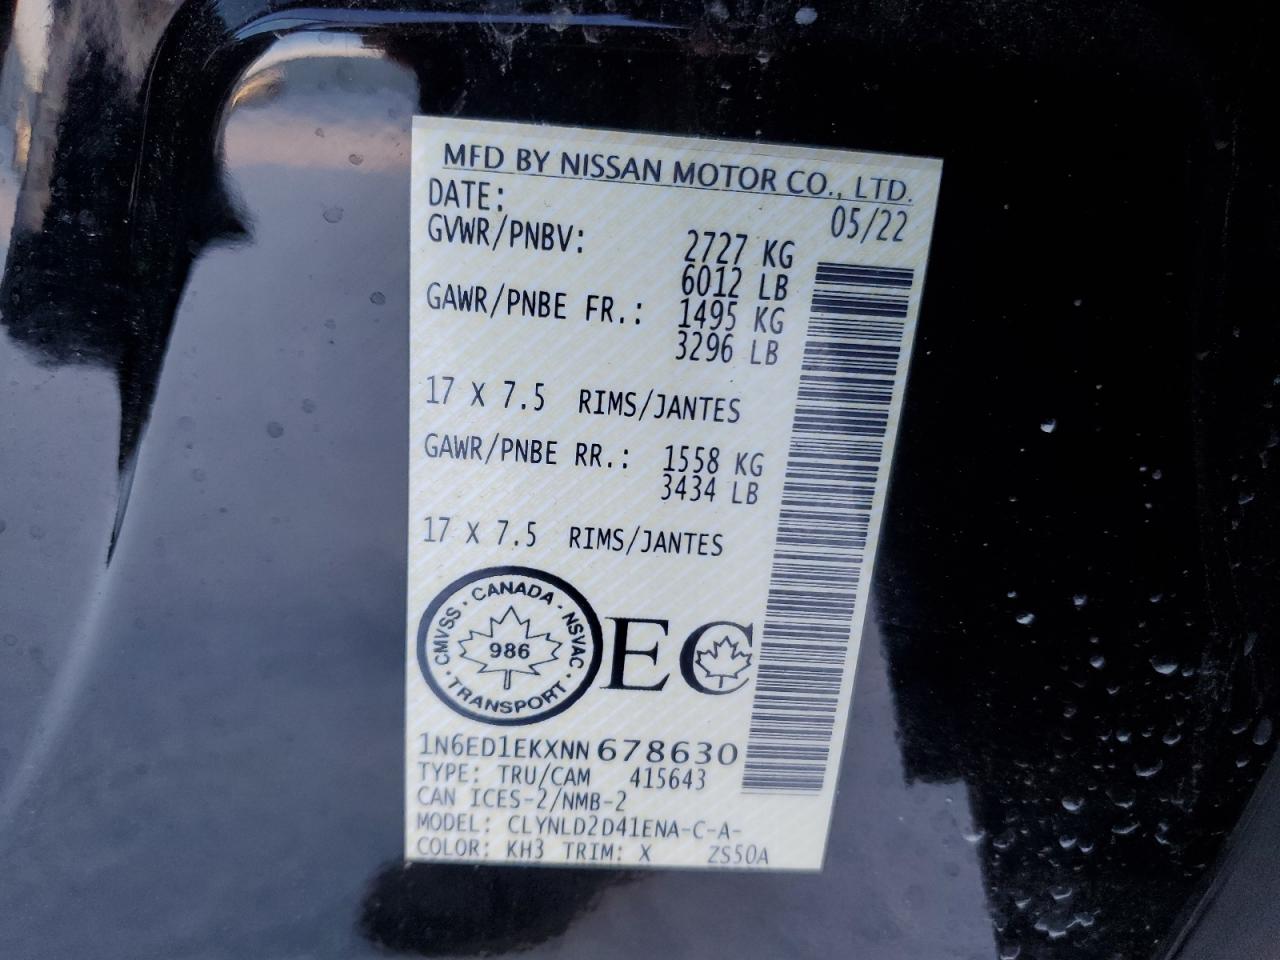 MFD BY NISSAN MOTOR CO., LTD.
DATE: 05/22
GVWR/PNBV: 2727 KG
6012 LB
GAWR/PNBE FR.: 1495 KG
3296 LB
17 X 7.5 RIMS/JANTES
GAWR/PNBE RR.: 1558 KG
3434 LB
17 X 7.5 RIMS/JANTES
CMVSS · CANADA · NSVAC · TRANSPORT ·
986
EC
1N6ED1EKXNN678630
TYPE: TRU/CAM 415643
CAN ICES-2/NMB-2
MODEL: CLYNLD2D41ENA-C-A-
COLOR: KH3 TRIM: X ZS50A